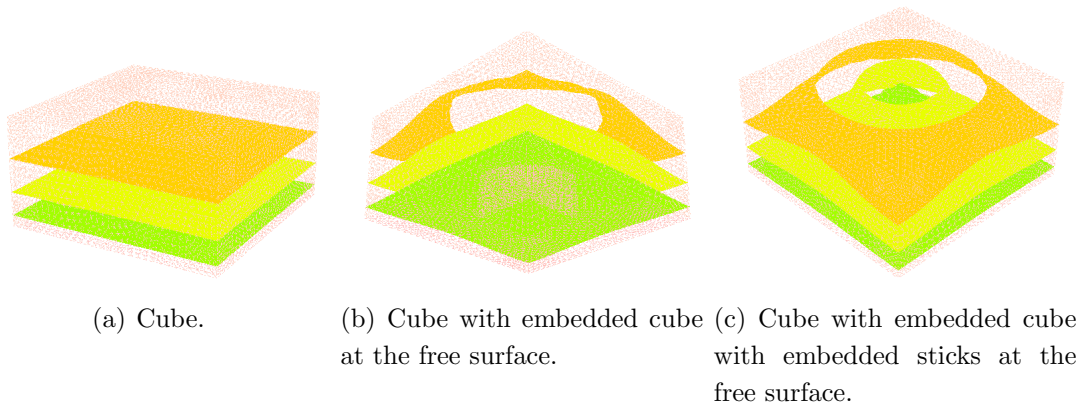 (a) Cube.
(b) Cube with embedded cube
at the free surface.
(c) Cube with embedded cube
with embedded sticks at the
free surface.